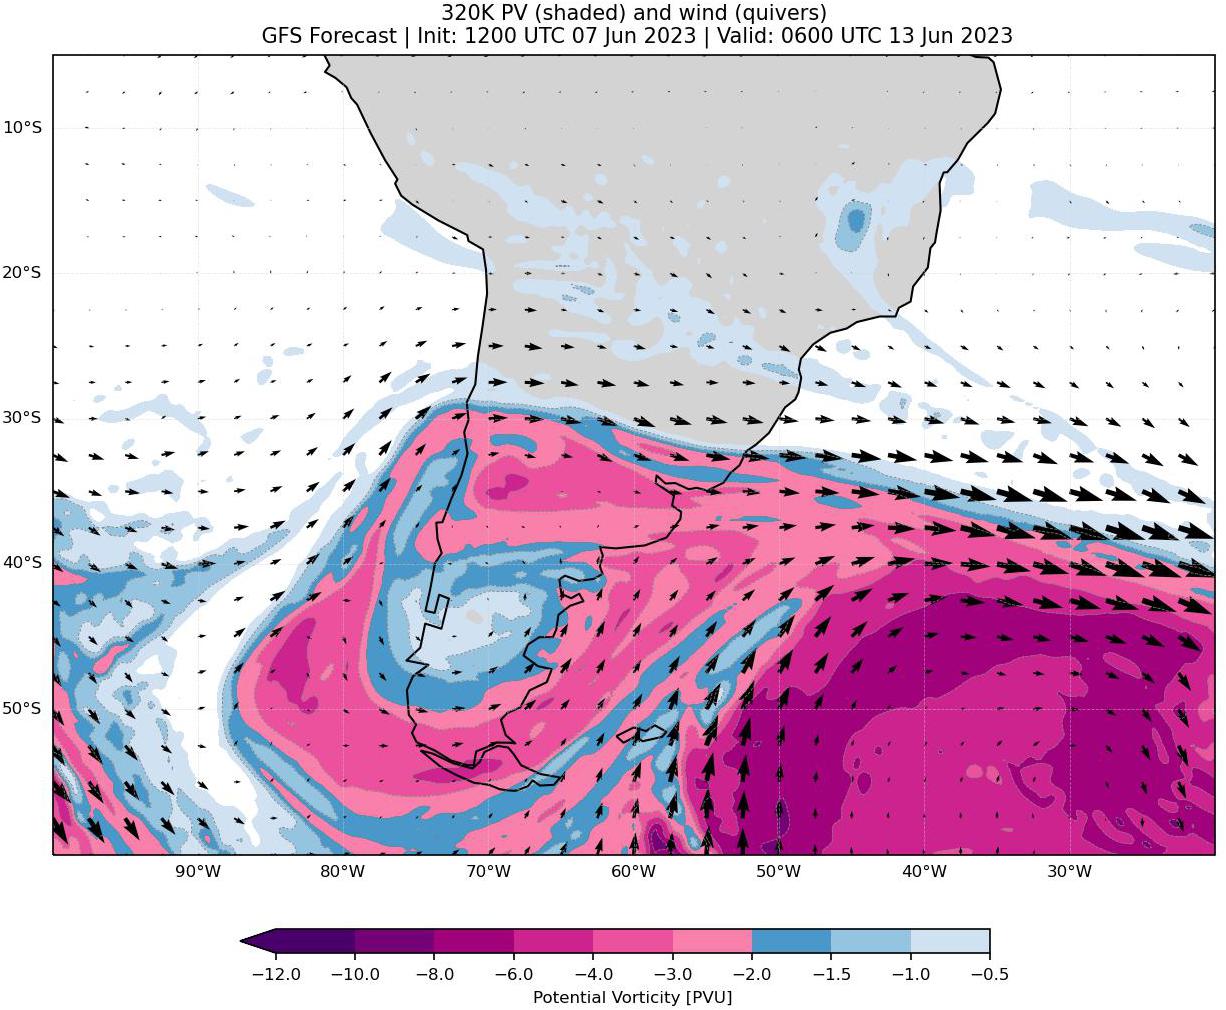 320K PV (shaded) and wind (quivers)
GFS Forecast | Init: 1200 UTC 07 Jun 2023 | Valid: 0600 UTC 13 Jun 2023
10°S
20°S
30°S
40°S
50°S
90°W 80°W 70°W 60°W 50°W 40°W 30°W
−12.0 −10.0 −8.0 −6.0 −4.0 −3.0 −2.0 −1.5 −1.0 −0.5
Potential Vorticity [PVU]